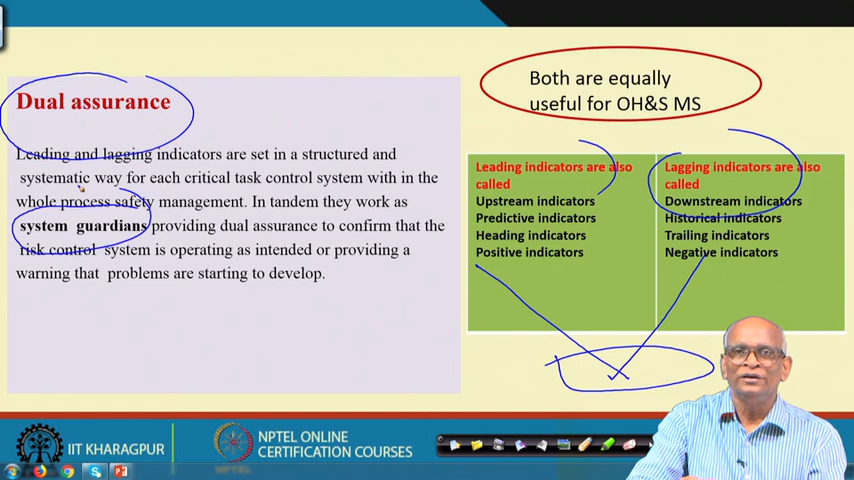 Dual assurance
Leading and lagging indicators are set in a structured and
systematic way for each critical task control system with in the
whole process safety management. In tandem they work as
system guardians providing dual assurance to confirm that the
risk control system is operating as intended or providing a
warning that problems are starting to develop.
Both are equally
useful for OH&S MS
Leading indicators are also
called
Upstream indicators
Predictive indicators
Heading indicators
Positive indicators
Lagging indicators are also
called
Downstream indicators
Historical indicators
Trailing indicators
Negative indicators
IIT KHARAGPUR
NPTEL
NPTEL ONLINE
CERTIFICATION COURSES